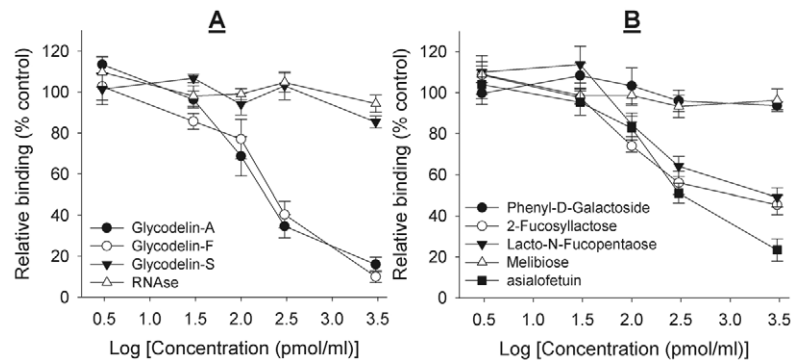 A
Relative binding (% control)
120
100
80
60
40
20
0
Glycodelin-A
Glycodelin-F
Glycodelin-S
RNAse
0.5 1.0 1.5 2.0 2.5 3.0 3.5
Log [Concentration (pmol/ml)]
B
Relative binding (% control)
120
100
80
60
40
20
0
Phenyl-D-Galactoside
2-Fucosyllactose
Lacto-N-Fucopentaose
Melibiose
asialofetuin
0.5 1.0 1.5 2.0 2.5 3.0 3.5
Log [Concentration (pmol/ml)]